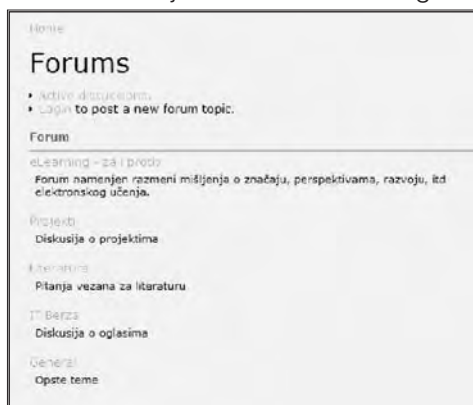 Home
Forums
Active discussions
Login to post a new forum topic.
Forum
eLearning - za i protiv
Forum namenjen razmeni mišljenja o značaju, perspektivama, razvoju, itd
elektronskog učenja.
Projekti
Diskusija o projektima
Literatura
Pitanja vezana za literaturu
IT Berza
Diskusija o oglasima
General
Opste teme